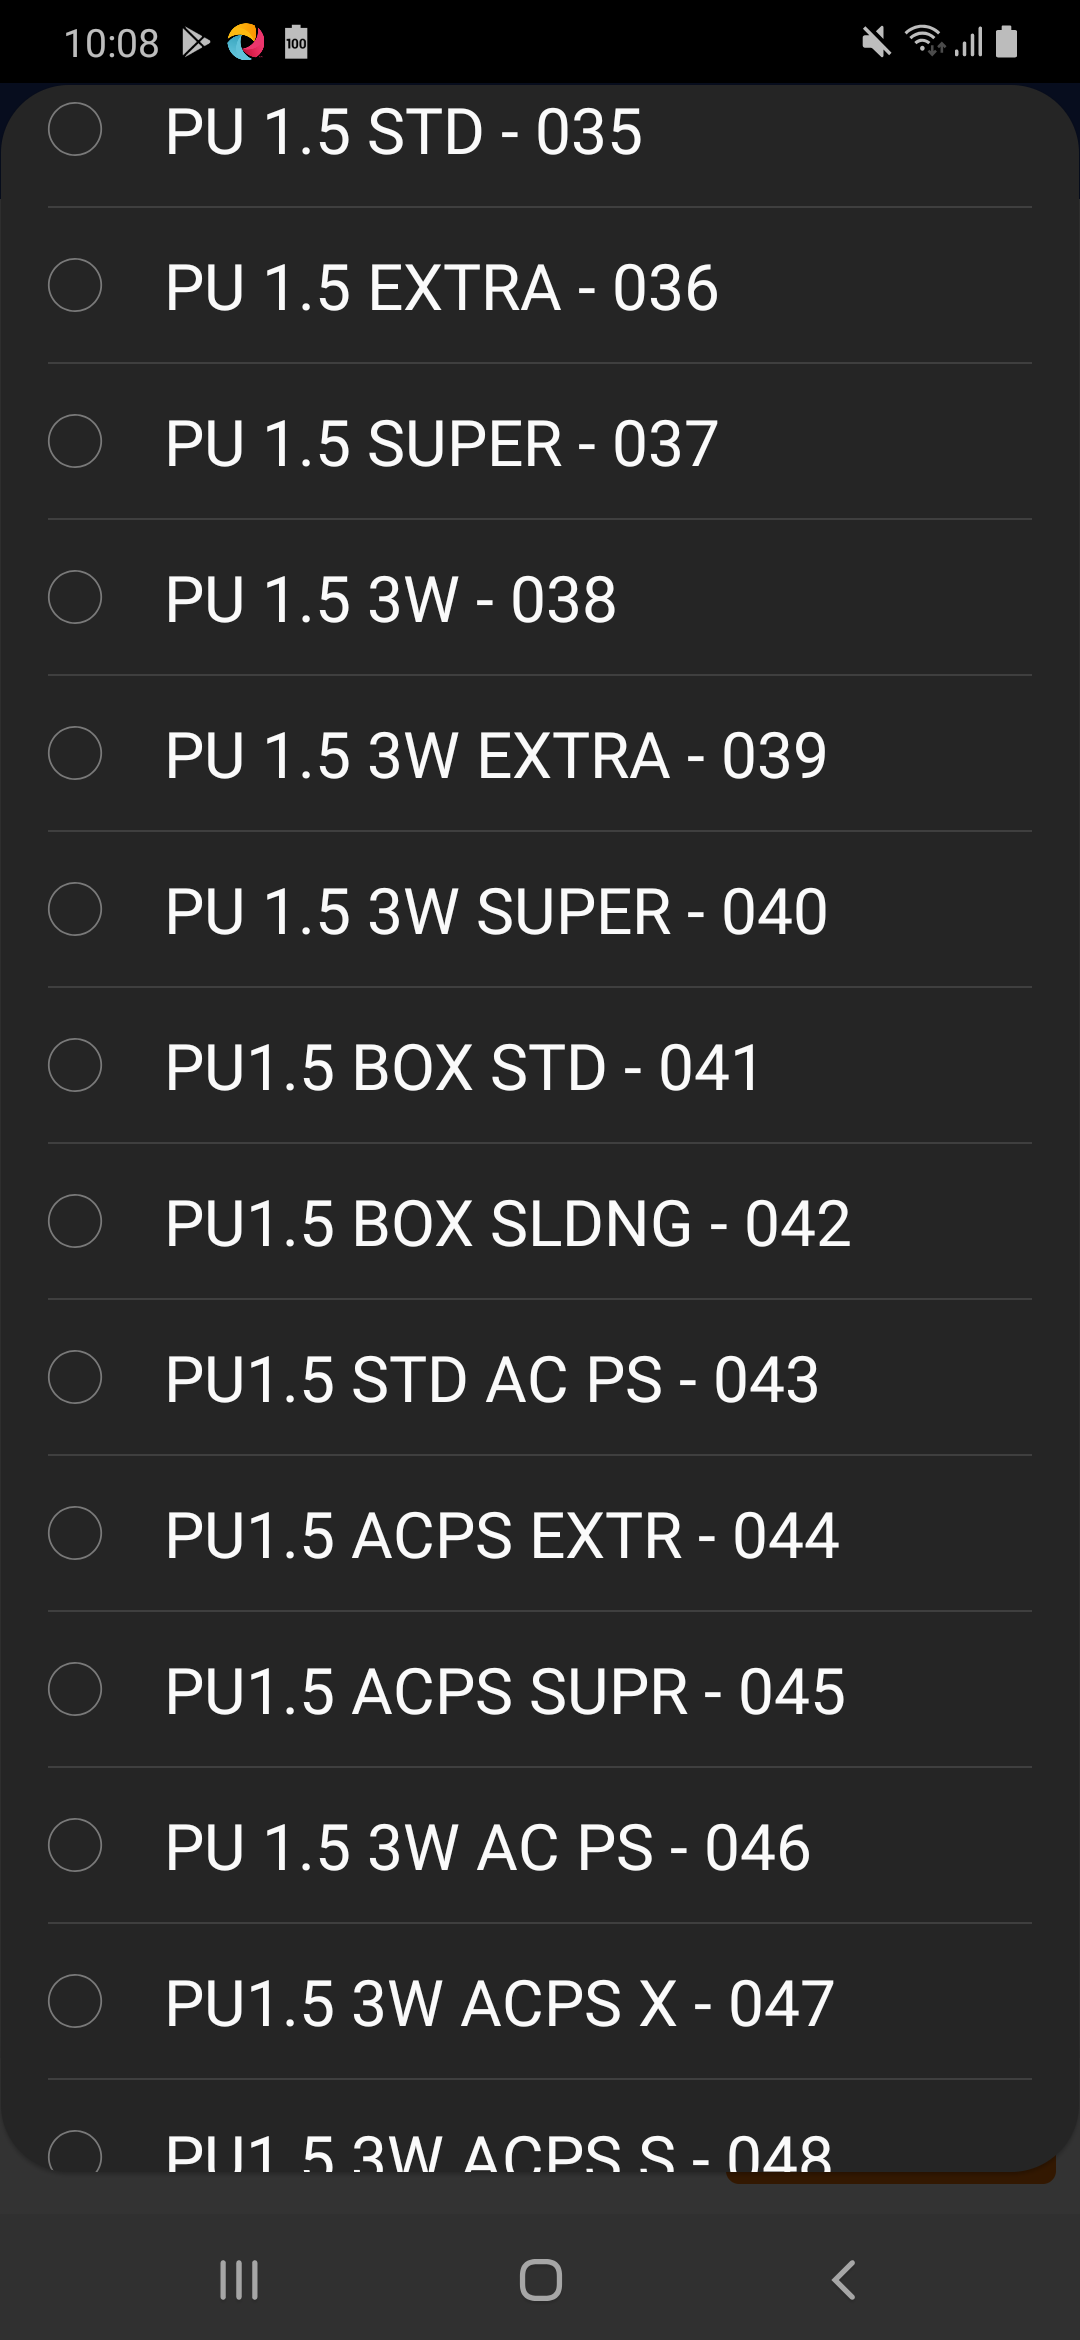 10:08
100
PU 1.5 STD - 035
PU 1.5 EXTRA - 036
PU 1.5 SUPER - 037
PU 1.5 3W - 038
PU 1.5 3W EXTRA - 039
PU 1.5 3W SUPER - 040
PU1.5 BOX STD - 041
PU1.5 BOX SLDNG - 042
PU1.5 STD AC PS - 043
PU1.5 ACPS EXTR - 044
PU1.5 ACPS SUPR - 045
PU 1.5 3W AC PS - 046
PU1.5 3W ACPS X - 047
PU1.5 3W ACPS S - 048